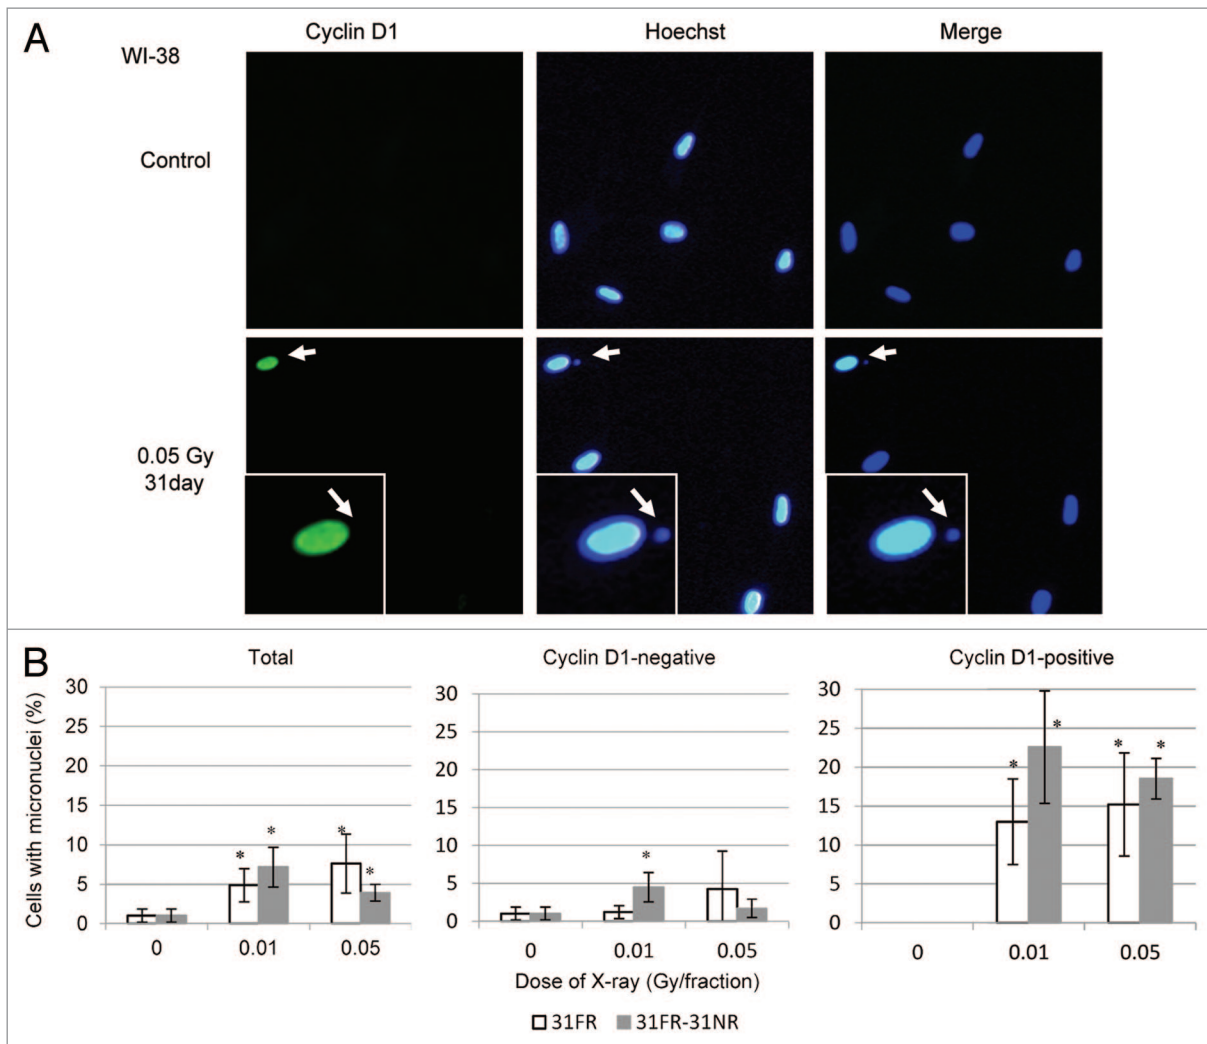 A
Cyclin D1
Hoechst
Merge
WI-38
Control
0.05 Gy
31day
B
Total
Cyclin D1-negative
Cyclin D1-positive
Cells with micronuclei (%)
30
25
20
15
10
5
0
* * * *
0 0.01 0.05
30
25
20
15
10
5
0
*
0 0.01 0.05
30
25
20
15
10
5
0
* * * *
0 0.01 0.05
Dose of X-ray (Gy/fraction)
31FR 31FR-31NR